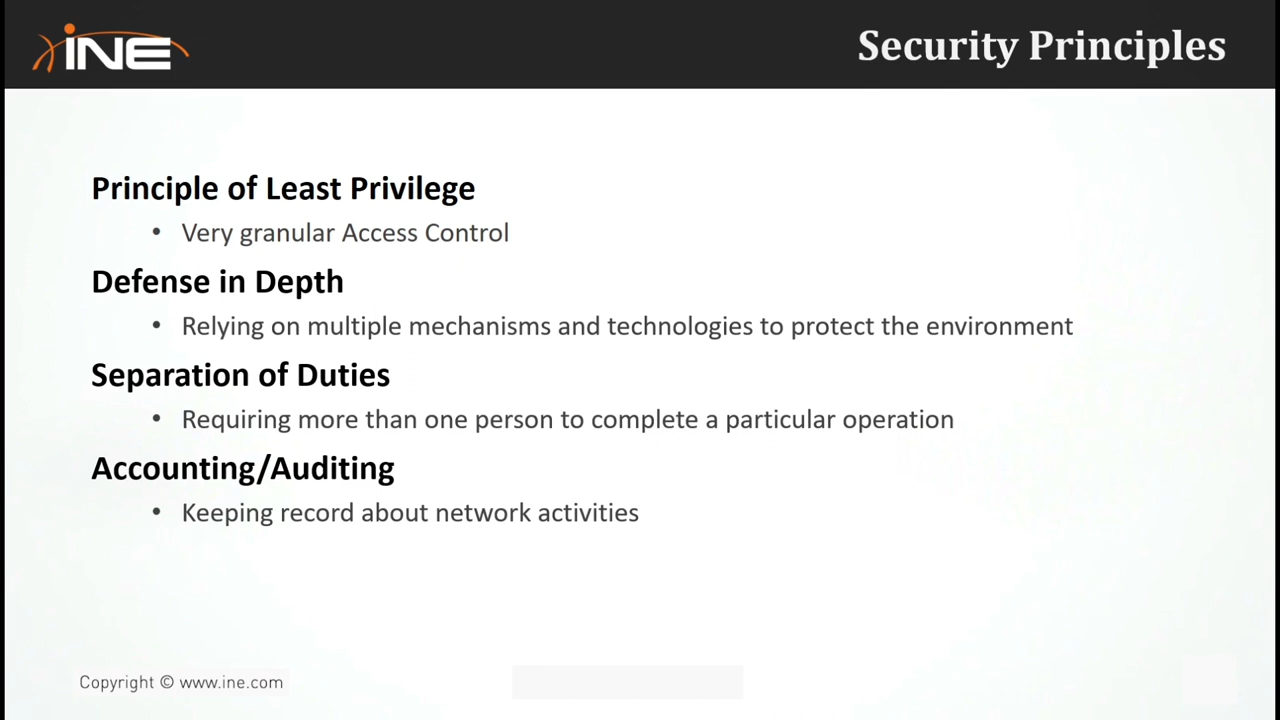 INE
Security Principles
Principle of Least Privilege
• Very granular Access Control
Defense in Depth
• Relying on multiple mechanisms and technologies to protect the environment
Separation of Duties
• Requiring more than one person to complete a particular operation
Accounting/Auditing
• Keeping record about network activities
Copyright © www.ine.com